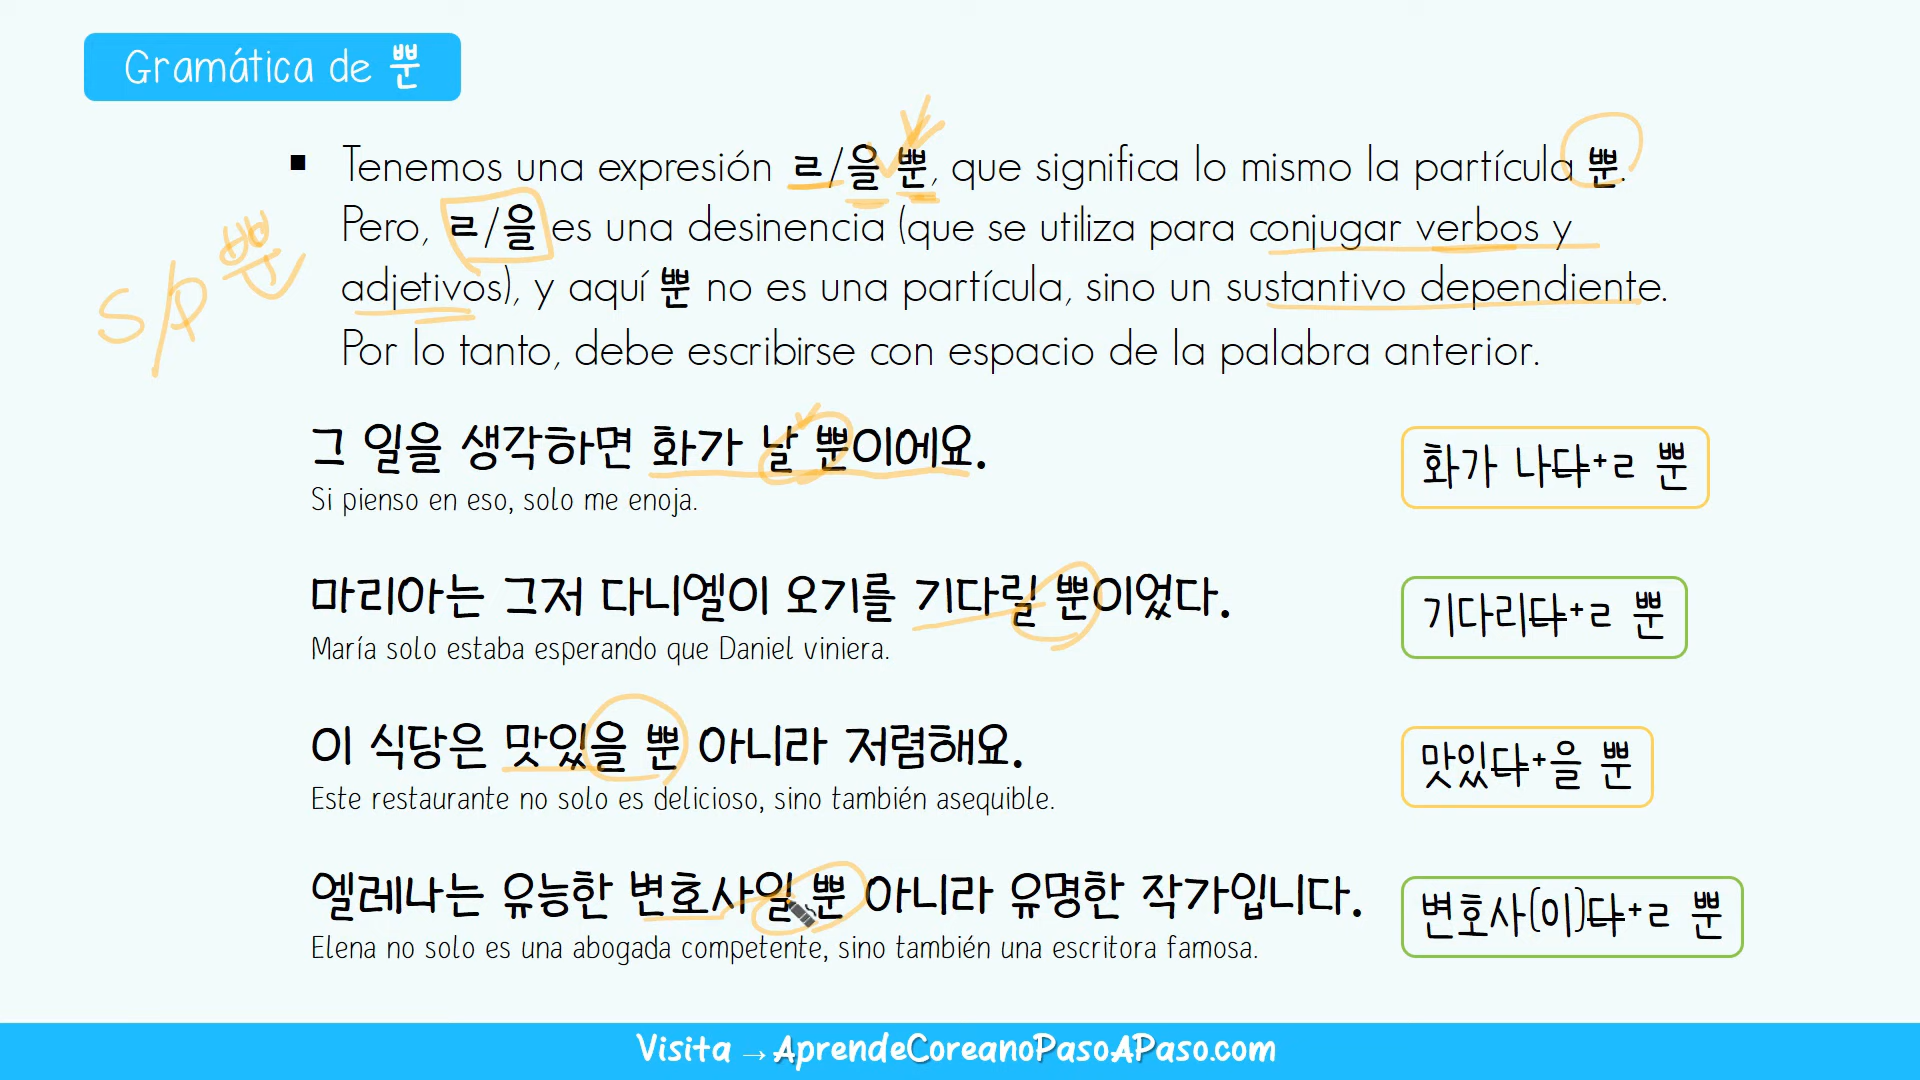 Gramática de 뿐
▪ Tenemos una expresión ㄹ/을 뿐, que significa lo mismo la partícula 뿐.
Pero, ㄹ/을 es una desinencia (que se utiliza para conjugar verbos y
adjetivos), y aquí 뿐 no es una partícula, sino un sustantivo dependiente.
Por lo tanto, debe escribirse con espacio de la palabra anterior.
s/p 뿐
그 일을 생각하면 화가 날 뿐이에요.
화가 나다+ㄹ 뿐
Si pienso en eso, solo me enoja.
마리아는 그저 다니엘이 오기를 기다릴 뿐이었다.
기다리다+ㄹ 뿐
María solo estaba esperando que Daniel viniera.
이 식당은 맛있을 뿐 아니라 저렴해요.
맛있다+을 뿐
Este restaurante no solo es delicioso, sino también asequible.
엘레나는 유능한 변호사일 뿐 아니라 유명한 작가입니다.
변호사(이)다+ㄹ 뿐
Elena no solo es una abogada competente, sino también una escritora famosa.
Visita →AprendeCoreanoPasoAPaso.com